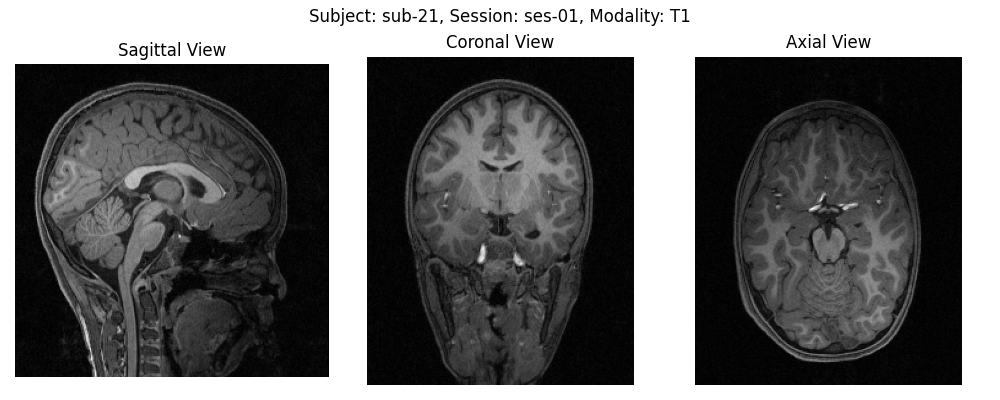 Subject: sub-21, Session: ses-01, Modality: T1
Sagittal View
Coronal View
Axial View